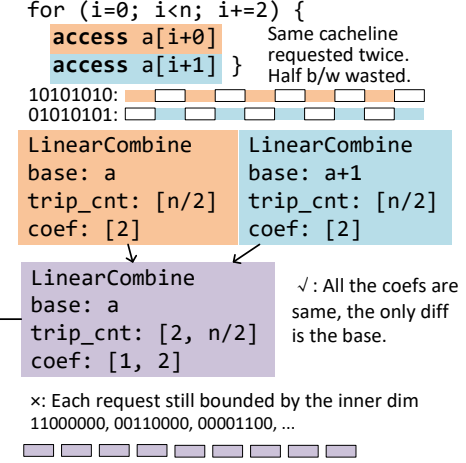 for (i=0; i<n; i+=2) {
access a[i+0]
access a[i+1] }
Same cacheline
requested twice.
Half b/w wasted.
10101010:
01010101:
LinearCombine
base: a
trip_cnt: [n/2]
coef: [2]
LinearCombine
base: a+1
trip_cnt: [n/2]
coef: [2]
LinearCombine
base: a
trip_cnt: [2, n/2]
coef: [1, 2]
√: All the coefs are
same, the only diff
is the base.
×: Each request still bounded by the inner dim
11000000, 00110000, 00001100, ...